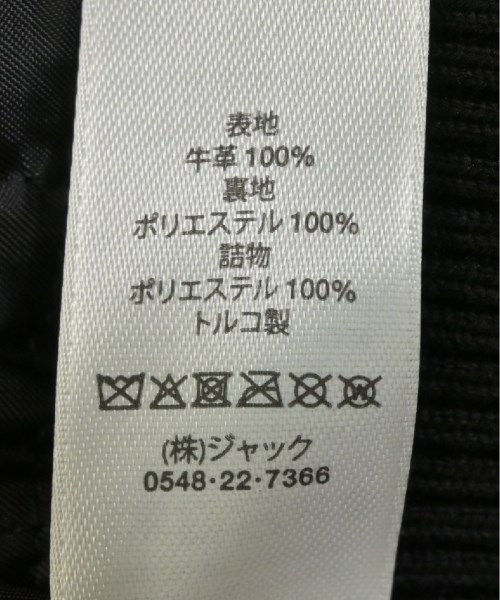 表地
牛革 100%
裏地
ポリエステル 100%
詰物
ポリエステル 100%
トルコ製
(株)ジャック
0548・22・7366